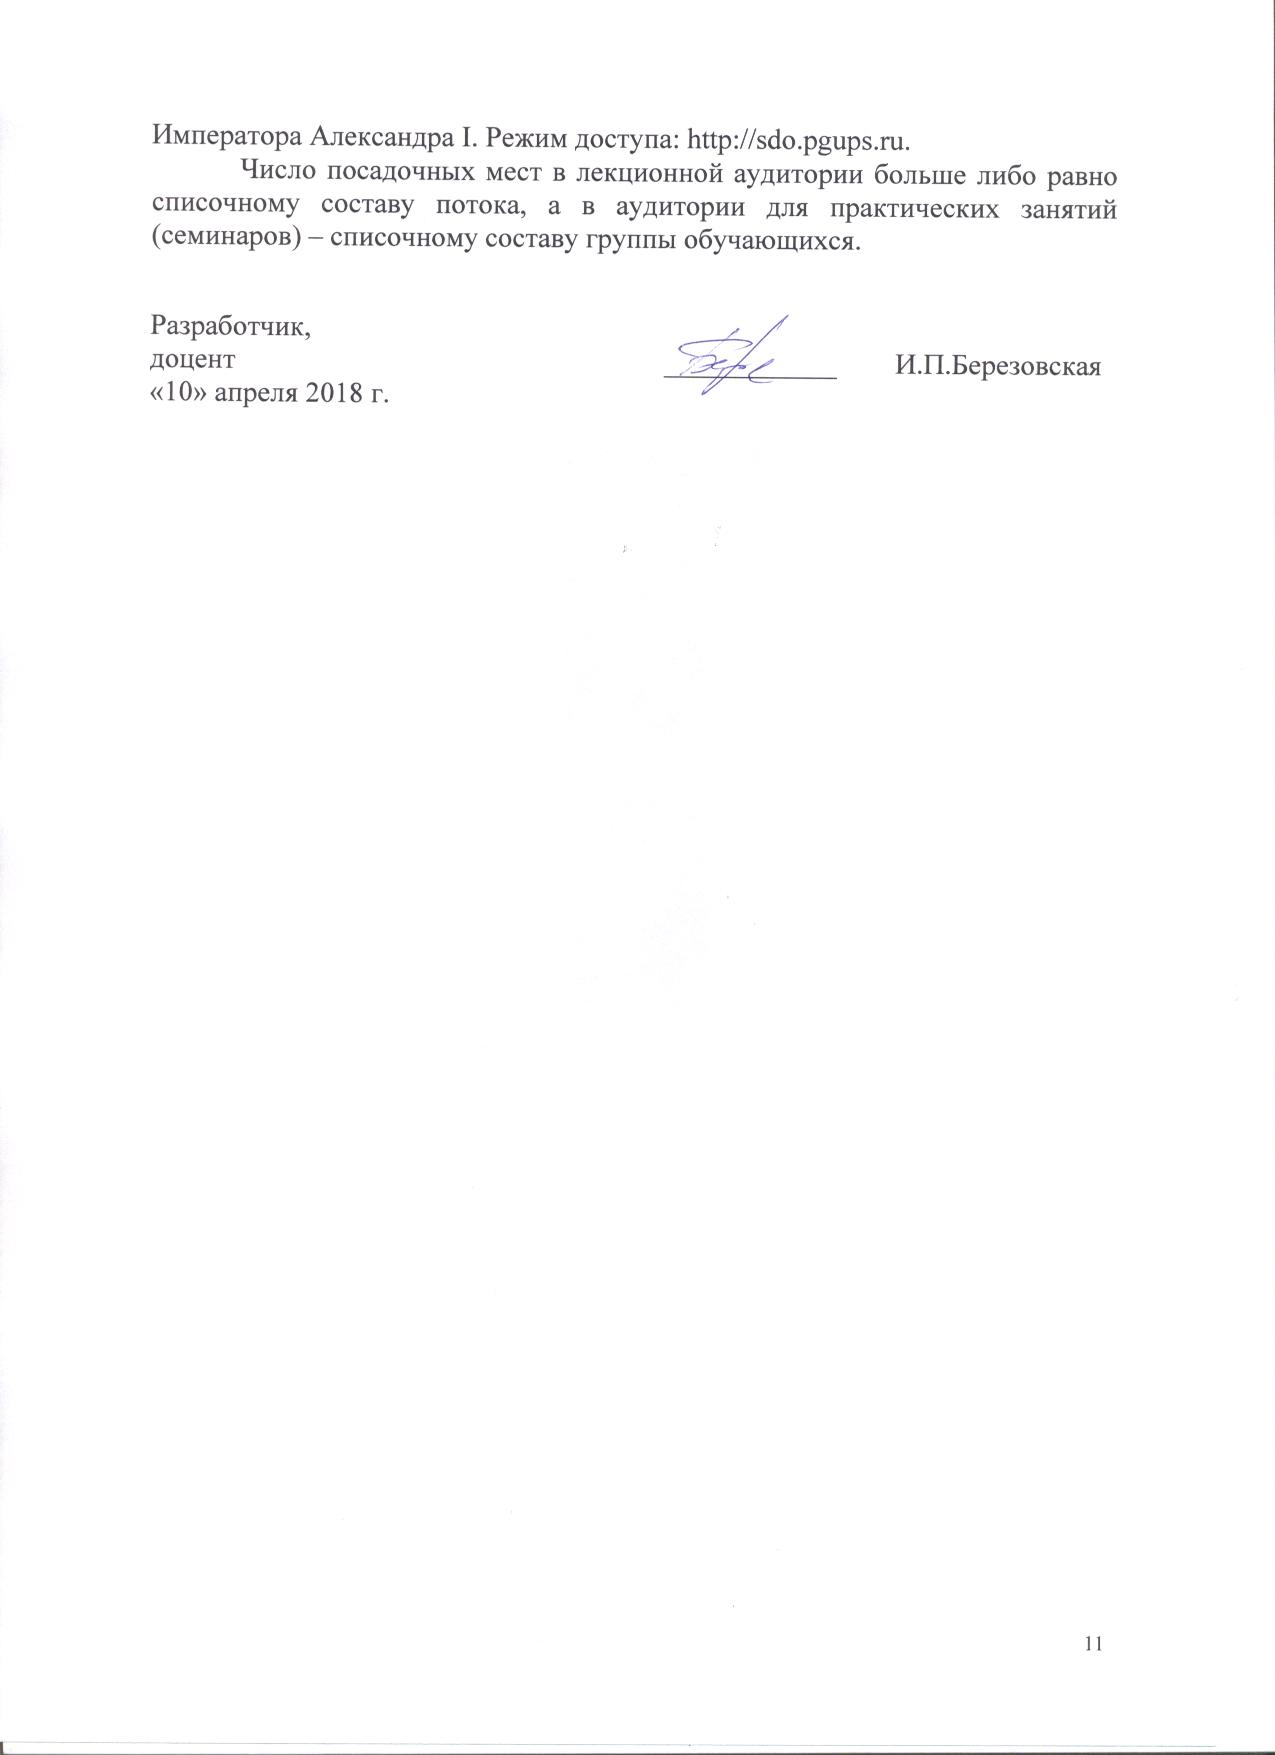 Императора Александра I. Режим доступа: http://sdo.pgups.ru.
Число посадочных мест в лекционной аудитории больше либо равно
списочному составу потока, а в аудитории для практических занятий
(семинаров) – списочному составу группы обучающихся.
Разработчик,
доцент
И.П.Березовская
«10» апреля 2018 г.
11